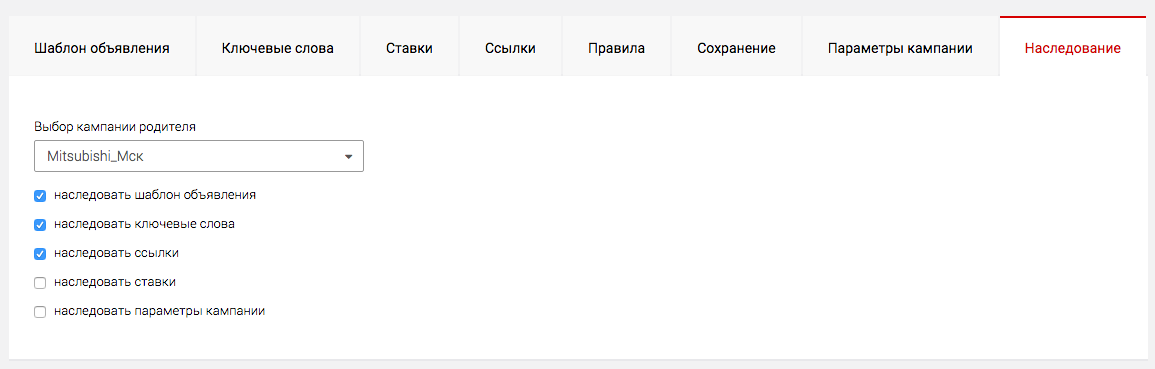 Шаблон объявления Ключевые слова Ставки Ссылки Правила Сохранение Параметры кампании Наследование
Выбор кампании родителя
Mitsubishi_Мск
наследовать шаблон объявления
наследовать ключевые слова
наследовать ссылки
наследовать ставки
наследовать параметры кампании